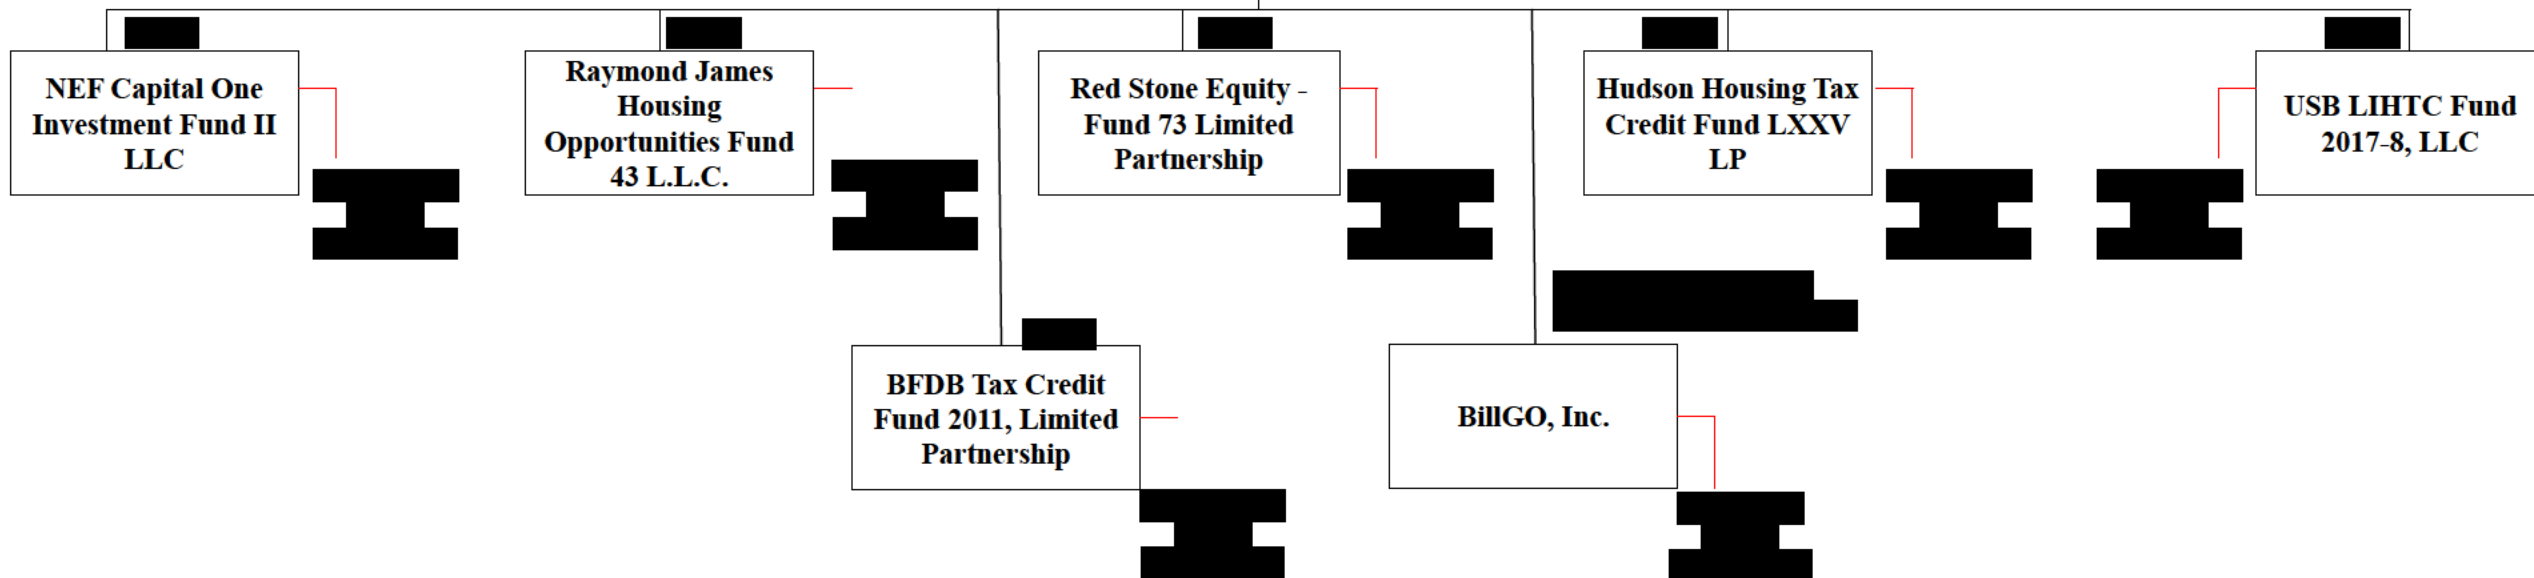 NEF Capital One
Investment Fund II
LLC
Raymond James
Housing
Opportunities Fund
43 L.L.C.
Red Stone Equity -
Fund 73 Limited
Partnership
Hudson Housing Tax
Credit Fund LXXV
LP
USB LIHTC Fund
2017-8, LLC
BFDB Tax Credit
Fund 2011, Limited
Partnership
BillGO, Inc.